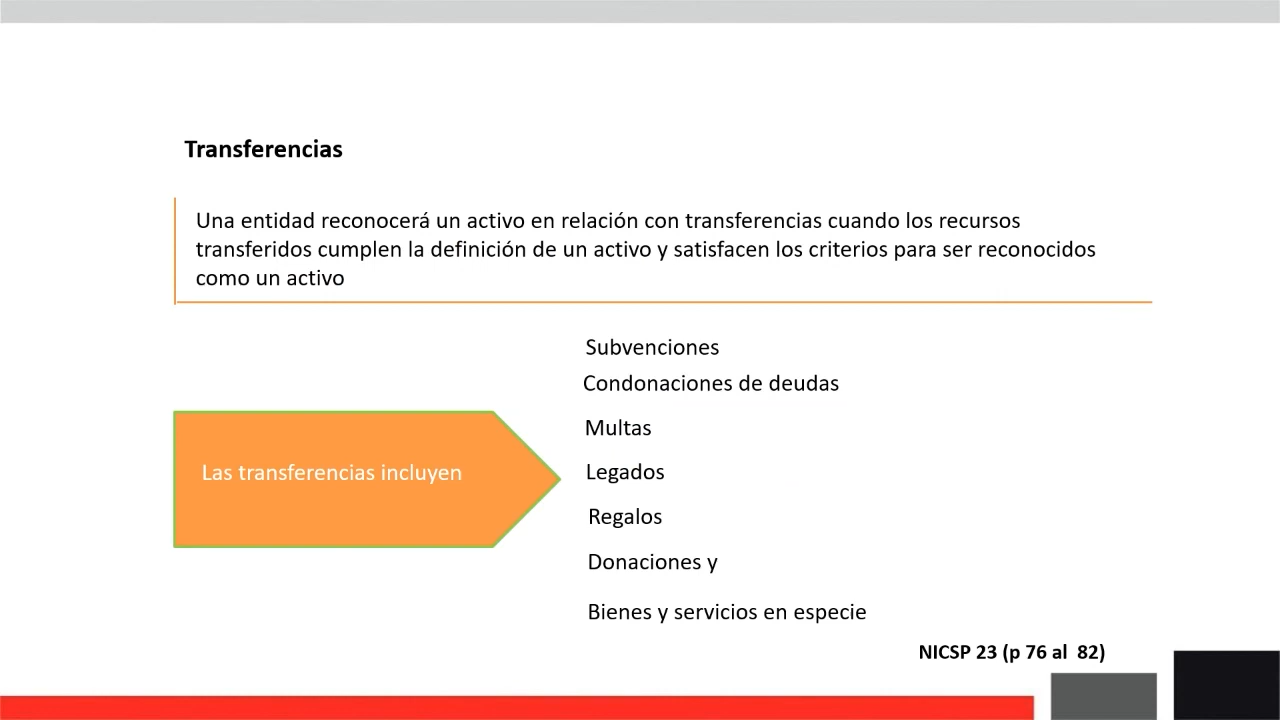 Transferencias
Una entidad reconocerá un activo en relación con transferencias cuando los recursos
transferidos cumplen la definición de un activo y satisfacen los criterios para ser reconocidos
como un activo
Las transferencias incluyen
Subvenciones
Condonaciones de deudas
Multas
Legados
Regalos
Donaciones y
Bienes y servicios en especie
NICSP 23 (p 76 al 82)